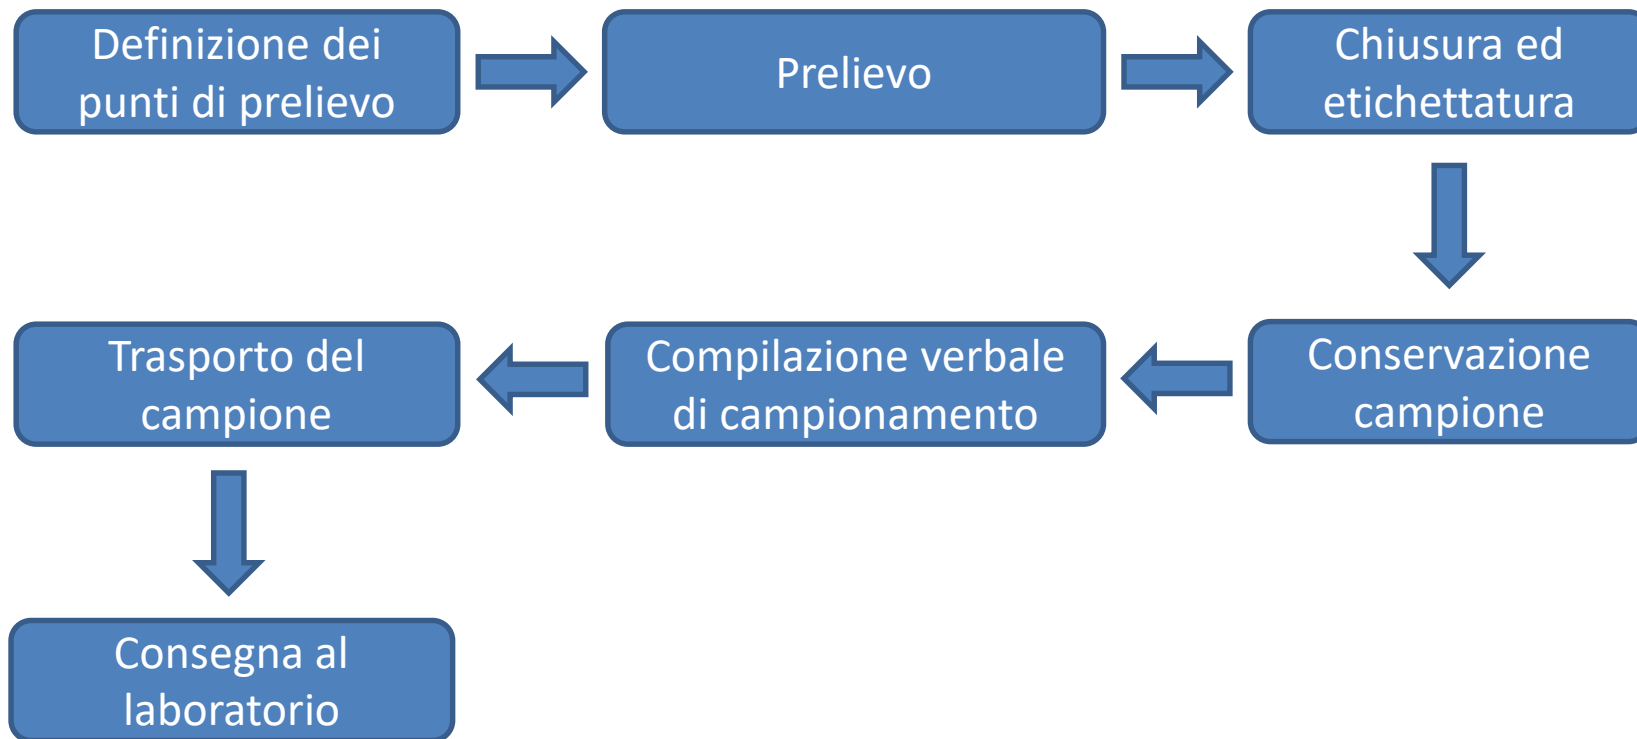 Definizione dei
punti di prelievo
Prelievo
Chiusura ed
etichettatura
Conservazione
campione
Compilazione verbale
di campionamento
Trasporto del
campione
Consegna al
laboratorio